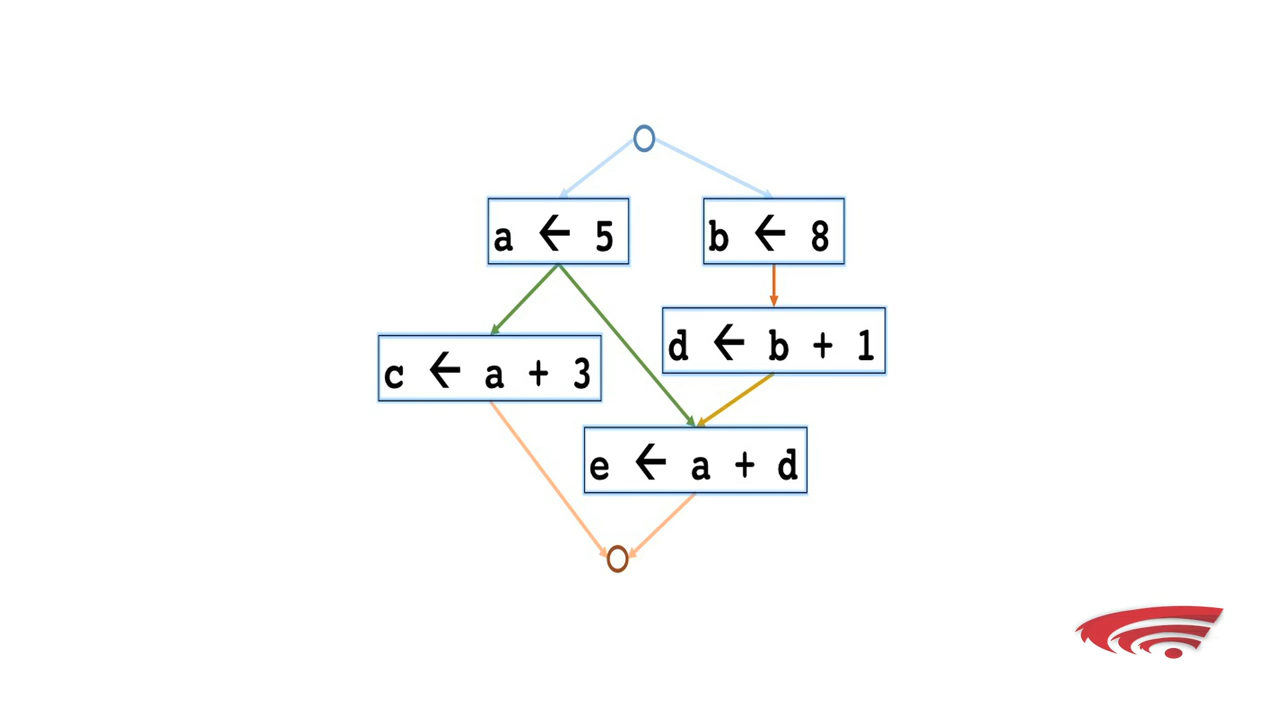 a ← 5
b ← 8
d ← b + 1
c ← a + 3
e ← a + d